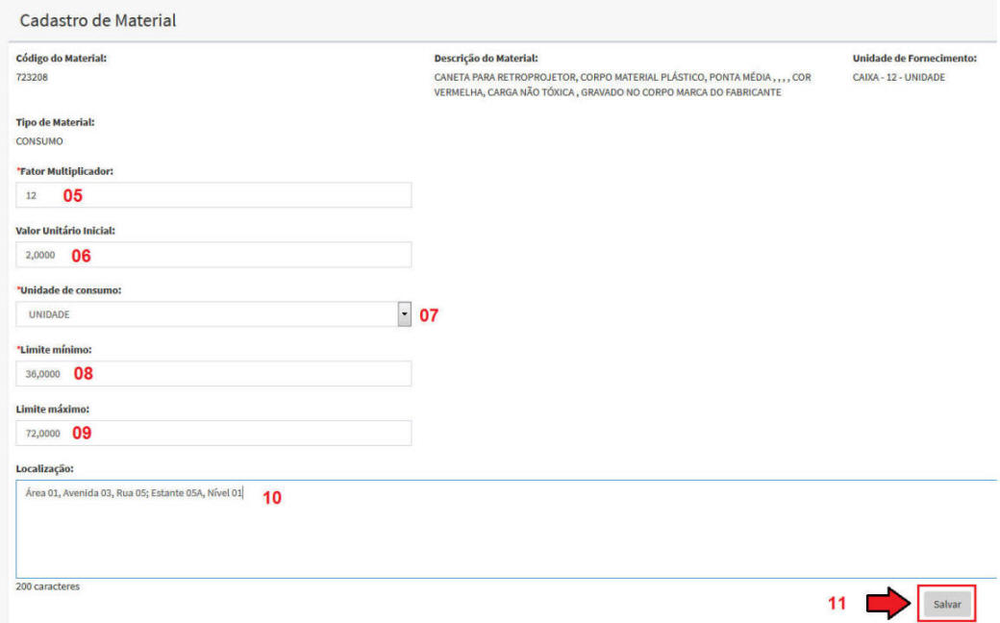 Cadastro de Material
Código do Material:
723208
Descrição do Material:
CANETA PARA RETROPROJETOR, CORPO MATERIAL PLÁSTICO, PONTA MÉDIA , , , , COR
VERMELHA, CARGA NÃO TÓXICA , GRAVADO NO CORPO MARCA DO FABRICANTE
Unidade de Fornecimento:
CAIXA - 12 - UNIDADE
Tipo de Material:
CONSUMO
*Fator Multiplicador:
12 05
Valor Unitário Inicial:
2,0000 06
*Unidade de consumo:
UNIDADE 07
*Limite mínimo:
36,0000 08
Limite máximo:
72,0000 09
Localização:
Área 01, Avenida 03, Rua 05; Estante 05A, Nível 01 10
200 caracteres
11 Salvar